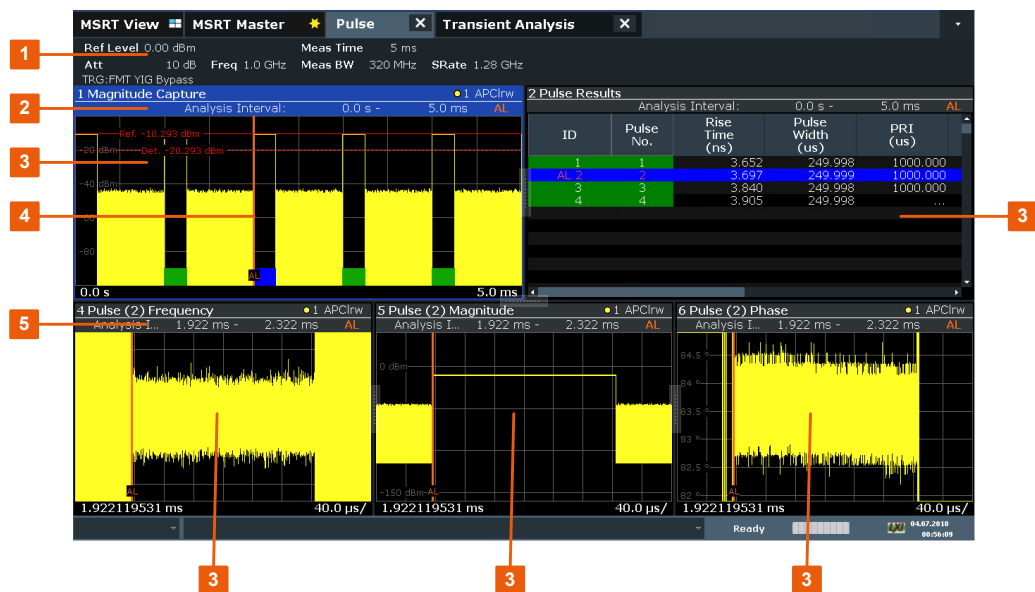 MSRT View MSRT Master Pulse X Transient Analysis X
1
Ref Level 0.00 dBm Meas Time 5 ms
Att 10 dB Freq 1.0 GHz Meas BW 320 MHz SRate 1.28 GHz
TRG:FMT YIG Bypass
1 Magnitude Capture 1 APClrw
2
Analysis Interval: 0.0 s - 5.0 ms AL
Ref. -10.293 dBm
-20 dBm Det. -20.293 dBm
3
-40 dBm
4
-60
-80
AL
0.0 s 5.0 ms
2 Pulse Results
Analysis Interval: 0.0 s - 5.0 ms AL
ID Pulse No. Rise Time (ns) Pulse Width (us) PRI (us)
1 1 3.652 249.998 1000.000
AL 2 2 3.697 249.999 1000.000
3 3 3.840 249.998 1000.000
4 4 3.905 249.998 ...
3
4 Pulse (2) Frequency 1 APClrw
5
Analysis I... 1.922 ms - 2.322 ms AL
AL
1.922119531 ms 40.0 µs/
5 Pulse (2) Magnitude 1 APClrw
Analysis I... 1.922 ms - 2.322 ms AL
0 dBm
-150 dBm AL
1.922119531 ms 40.0 µs/
6 Pulse (2) Phase 1 APClrw
Analysis I... 1.922 ms - 2.322 ms AL
84.5 °
84 °
83.5 °
83 °
82.5 °
82 °
AL
1.922119531 ms 40.0 µs/
Ready LXI 04.07.2018
00:56:09
3 3 3